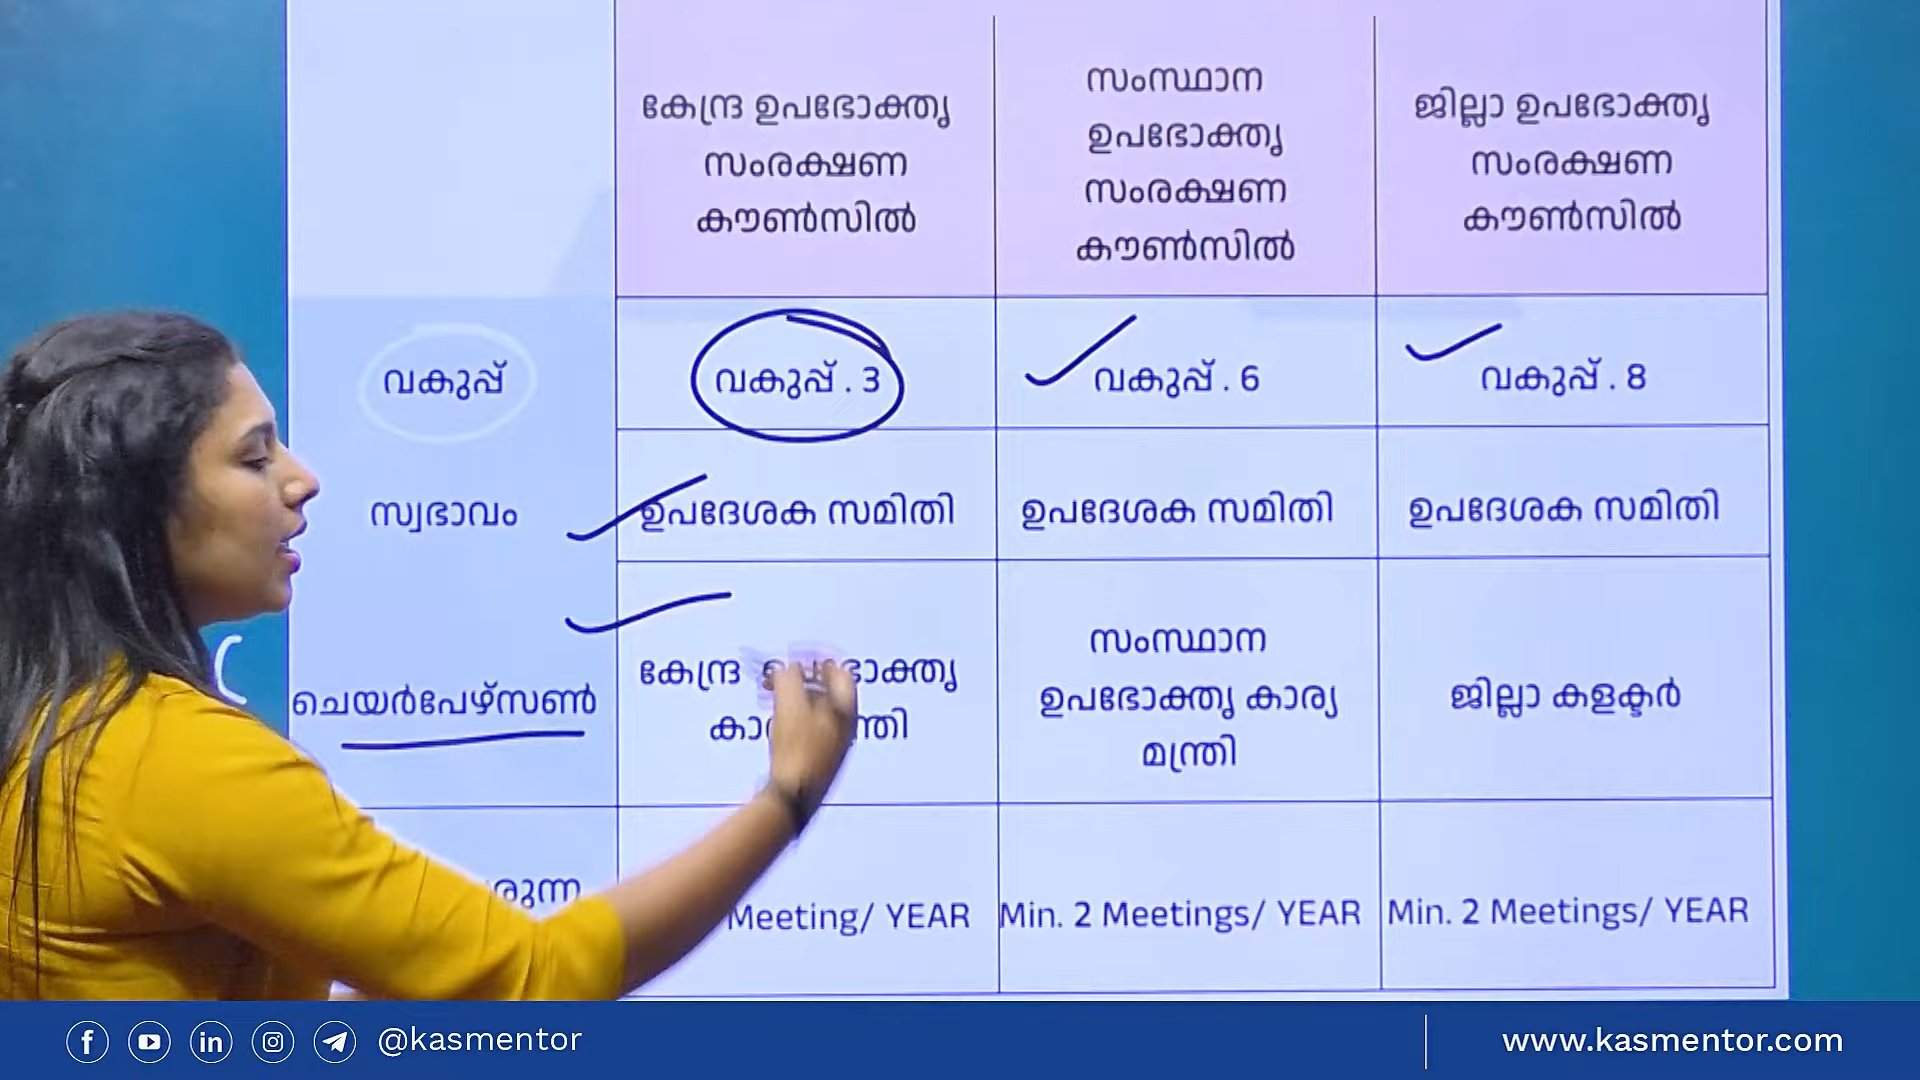 കേന്ദ്ര ഉപഭോക്തൃ
സംരക്ഷണ
കൗൺസിൽ
സംസ്ഥാന
ഉപഭോക്തൃ
സംരക്ഷണ
കൗൺസിൽ
ജില്ലാ ഉപഭോക്തൃ
സംരക്ഷണ
കൗൺസിൽ
വകുപ്പ്
വകുപ്പ് . 3
വകുപ്പ് . 6
വകുപ്പ് . 8
സ്വഭാവം
ഉപദേശക സമിതി
ഉപദേശക സമിതി
ഉപദേശക സമിതി
ചെയർപേഴ്സൺ
കേന്ദ്ര
സംസ്ഥാന
ഉപഭോക്തൃ കാര്യ
മന്ത്രി
ജില്ലാ കളക്ടർ
Meeting/ YEAR
Min. 2 Meetings/ YEAR
Min. 2 Meetings/ YEAR
@kasmentor
www.kasmentor.com